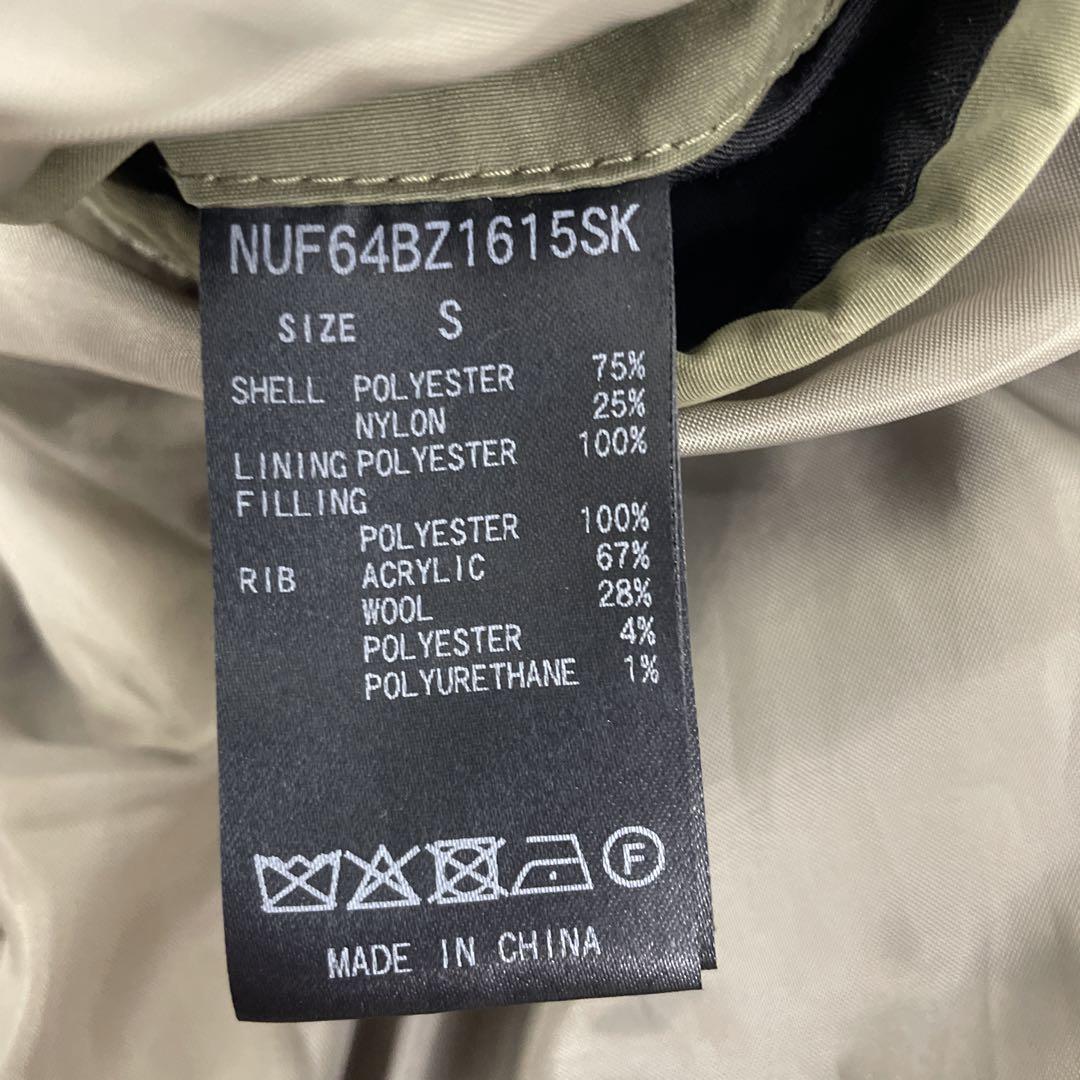 NUF64BZ1615SK
SIZE S
SHELL POLYESTER 75%
NYLON 25%
LINING POLYESTER 100%
FILLING
POLYESTER 100%
RIB ACRYLIC 67%
WOOL 28%
POLYESTER 4%
POLYURETHANE 1%
F
MADE IN CHINA